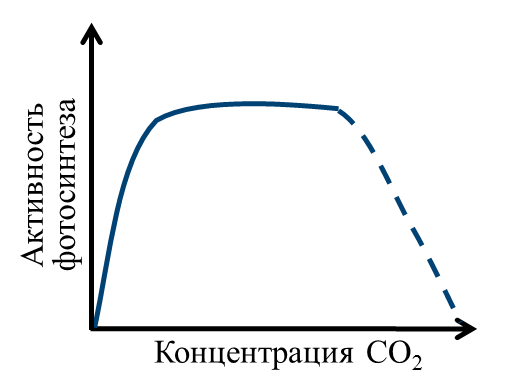 Активность
фотосинтеза
Концентрация CO₂